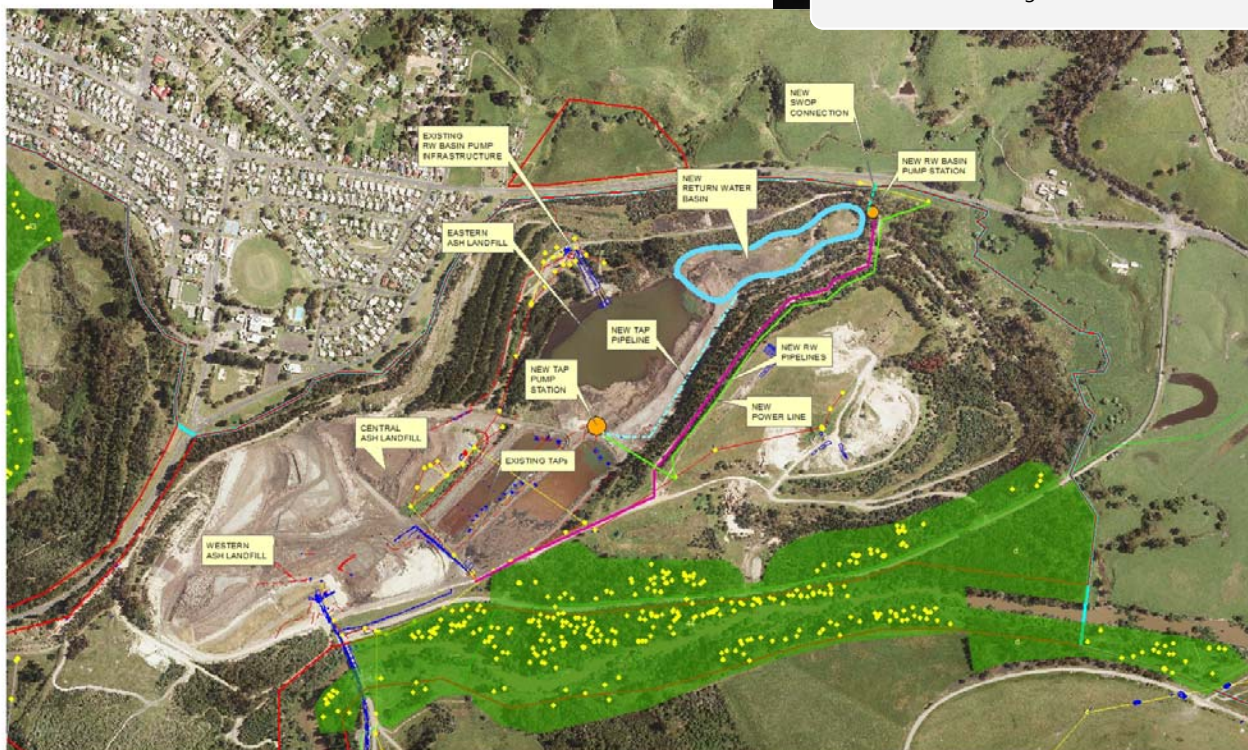 NEW
SWOP
CONNECTION
EXISTING
RW BASIN PUMP
INFRASTRUCTURE
NEW RW BASIN
PUMP STATION
NEW
RETURN WATER
BASIN
EASTERN
ASH LANDFILL
NEW TAP
PIPELINE
NEW RW
PIPELINES
NEW TAP
PUMP
STATION
NEW
POWER LINE
CENTRAL
ASH LANDFILL
EXISTING TAPs
WESTERN
ASH LANDFILL